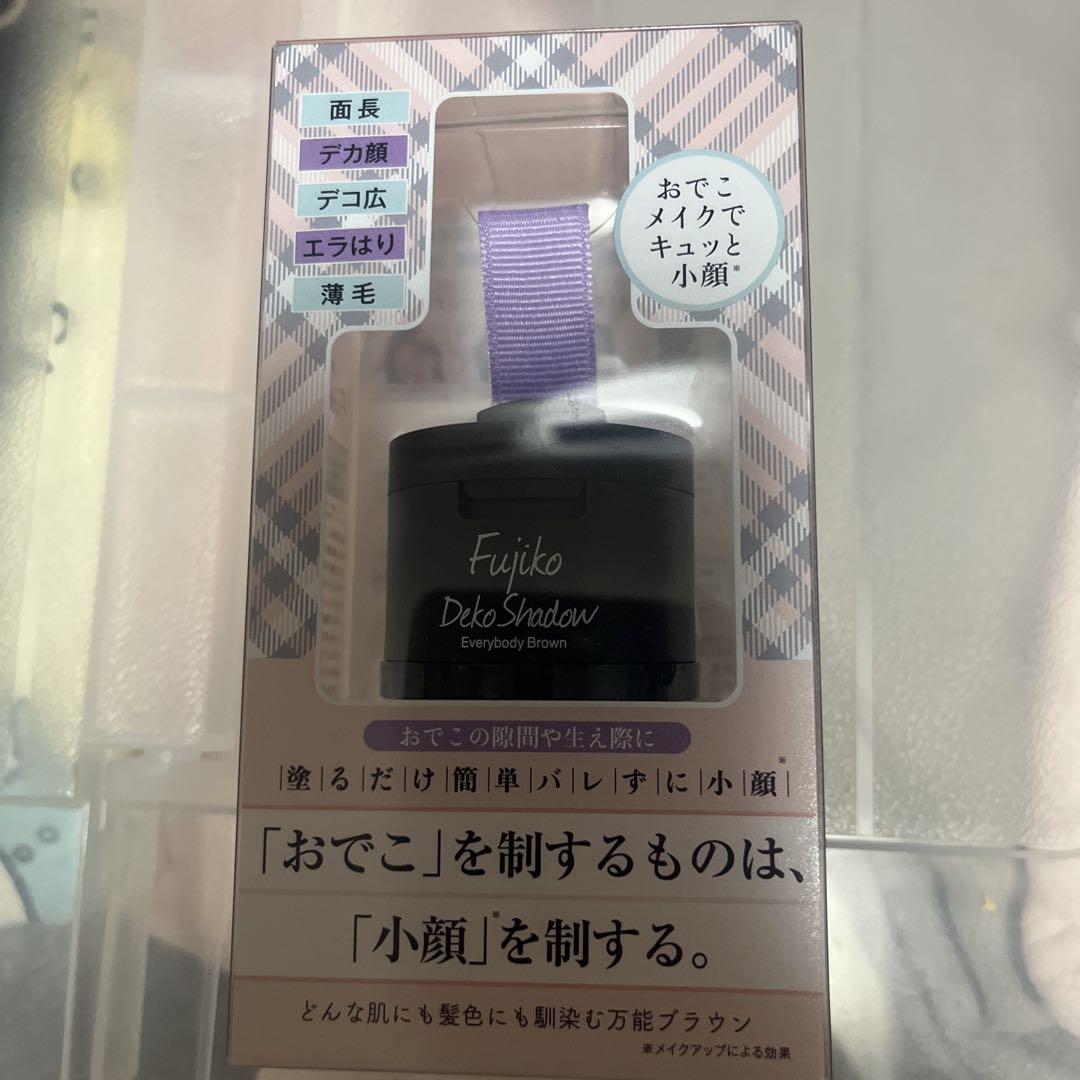 面長
デカ顔
デコ広
エラはり
薄毛
おでこ
メイクで
キュッと
小顔※
Fujiko
Deko Shadow
Everybody Brown
おでこの隙間や生え際に
塗るだけ簡単バレずに小顔※
「おでこ」を制するものは、
「小顔」※を制する。
どんな肌にも髪色にも馴染む万能ブラウン
※メイクアップによる効果